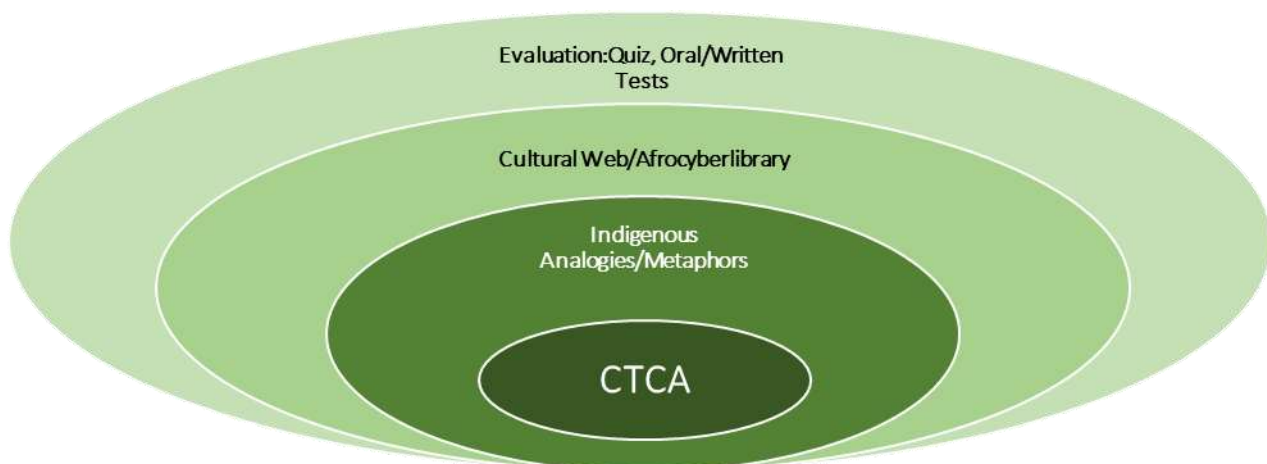 Evaluation:Quiz, Oral/Written
Tests
Cultural Web/Afrocyberlibrary
Indigenous
Analogies/Metaphors
CTCA